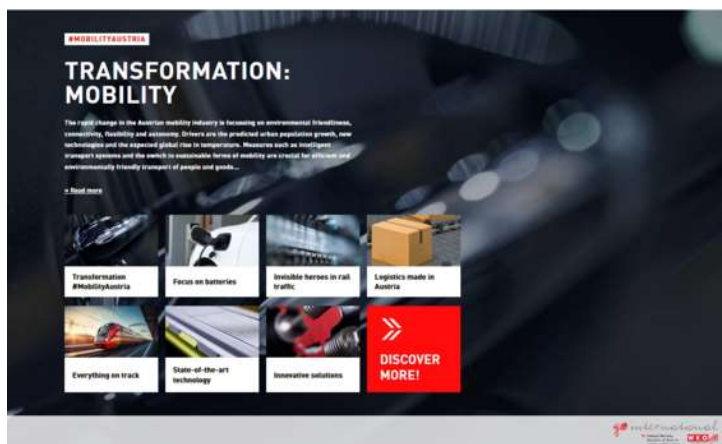 #MOBILITYAUSTRIA
TRANSFORMATION:
MOBILITY
The rapid change in the Austrian mobility industry is focussing on environmental friendliness,
connectivity, flexibility and autonomy. Drivers are the predicted urban population growth, new
technologies and the expected global rise in temperature. Measures such as intelligent
transport systems and the switch to sustainable forms of mobility are crucial for efficient and
environmentally friendly transport of people and goods...
» Read more
Transformation
#MobilityAustria
Focus on batteries
Invisible heroes in rail
traffic
Logistics made in
Austria
Everything on track
State-of-the-art
technology
Innovative solutions
DISCOVER
MORE!
go international
WKO